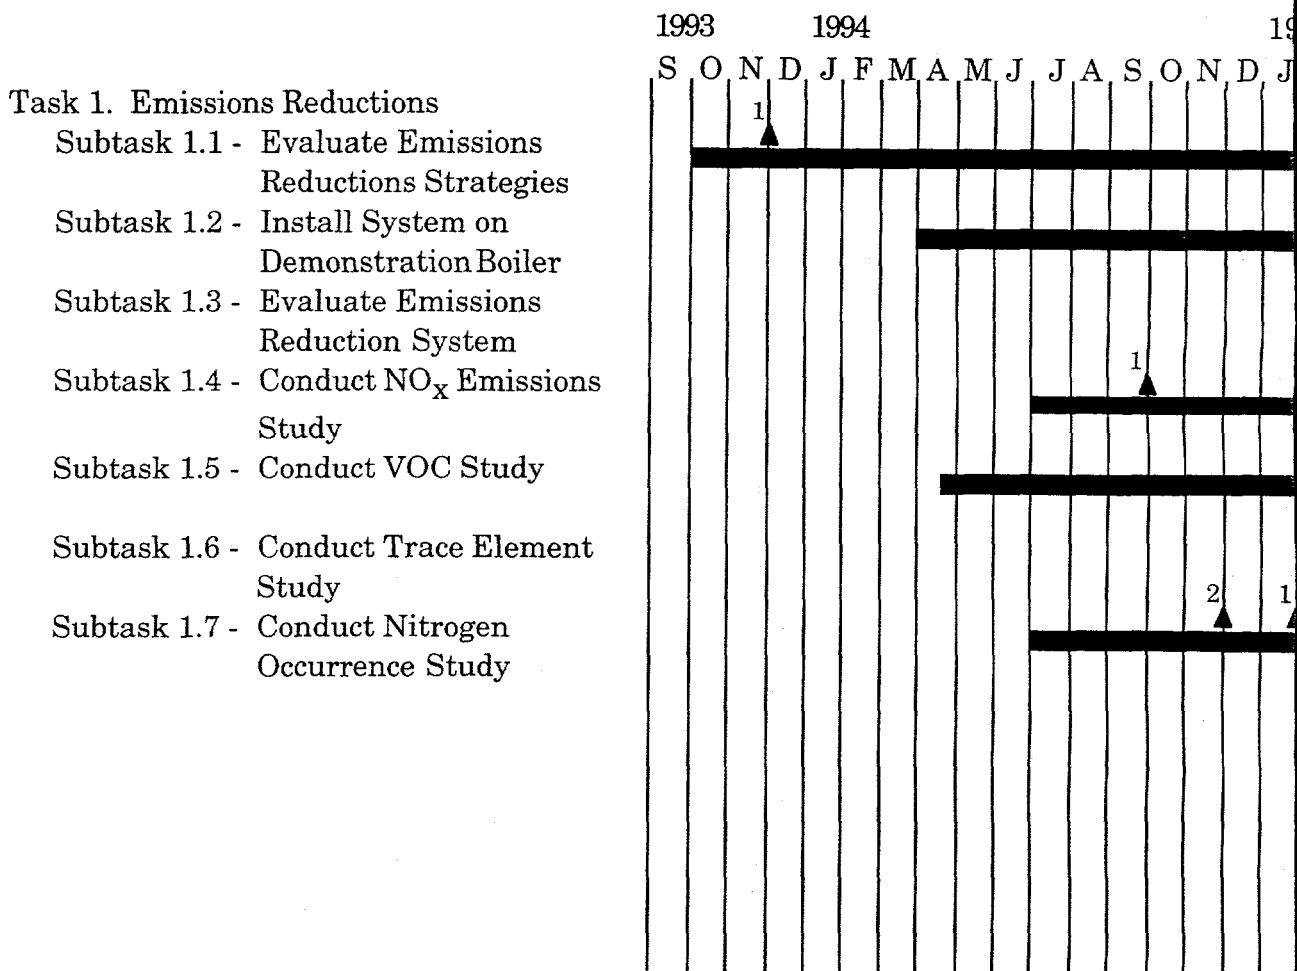 1993 1994 19
S O N D J F M A M J J A S O N D J
Task 1. Emissions Reductions
1
Subtask 1.1 - Evaluate Emissions
Reductions Strategies
Subtask 1.2 - Install System on
Demonstration Boiler
Subtask 1.3 - Evaluate Emissions
Reduction System
1
Subtask 1.4 - Conduct NOX Emissions
Study
Subtask 1.5 - Conduct VOC Study
Subtask 1.6 - Conduct Trace Element
Study
2 1
Subtask 1.7 - Conduct Nitrogen
Occurrence Study